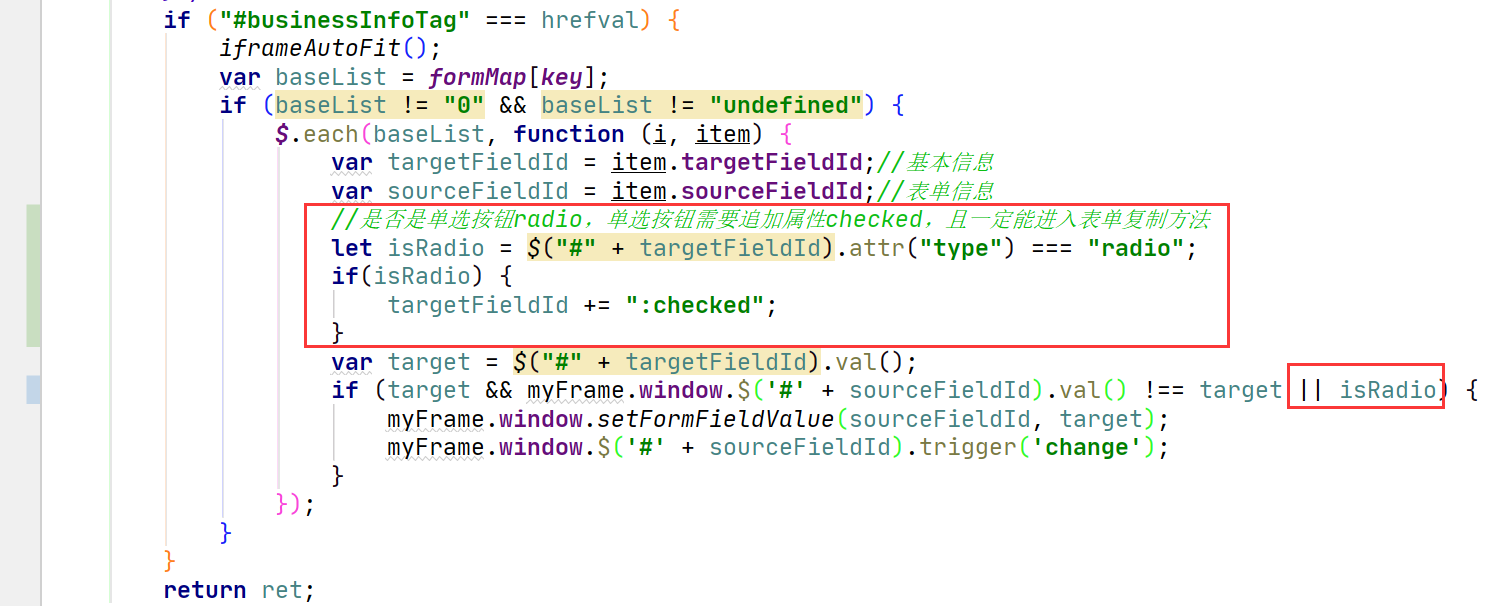 if ("#businessInfoTag" === hrefval) {
iframeAutoFit();
var baseList = formMap[key];
if (baseList != "0" && baseList != "undefined") {
$.each(baseList, function (i, item) {
var targetFieldId = item.targetFieldId;//基本信息
var sourceFieldId = item.sourceFieldId;//表单信息
//是否是单选按钮radio，单选按钮需要追加属性checked，且一定能进入表单复制方法
let isRadio = $("#" + targetFieldId).attr("type") === "radio";
if(isRadio) {
targetFieldId += ":checked";
}
var target = $("#" + targetFieldId).val();
if (target && myFrame.window.$('#' + sourceFieldId).val() !== target || isRadio) {
myFrame.window.setFormFieldValue(sourceFieldId, target);
myFrame.window.$('#' + sourceFieldId).trigger('change');
}
});
}
}
return ret;